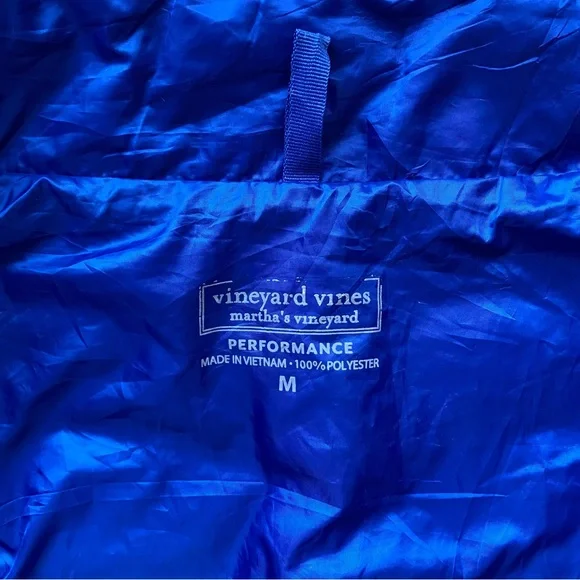 vineyard vines
martha's vineyard
PERFORMANCE
MADE IN VIETNAM • 100% POLYESTER
M